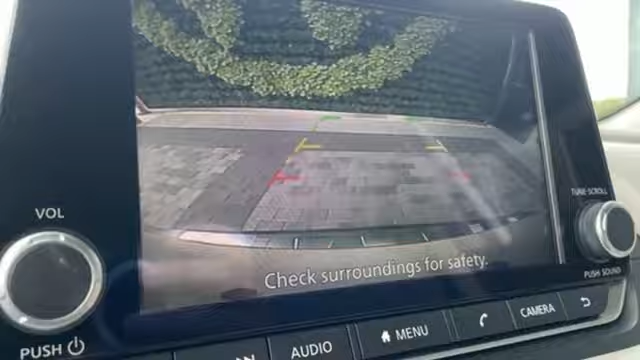 VOL
TUNE·SCROLL
Check surroundings for safety.
PUSH SOUND
PUSH
AUDIO
MENU
CAMERA